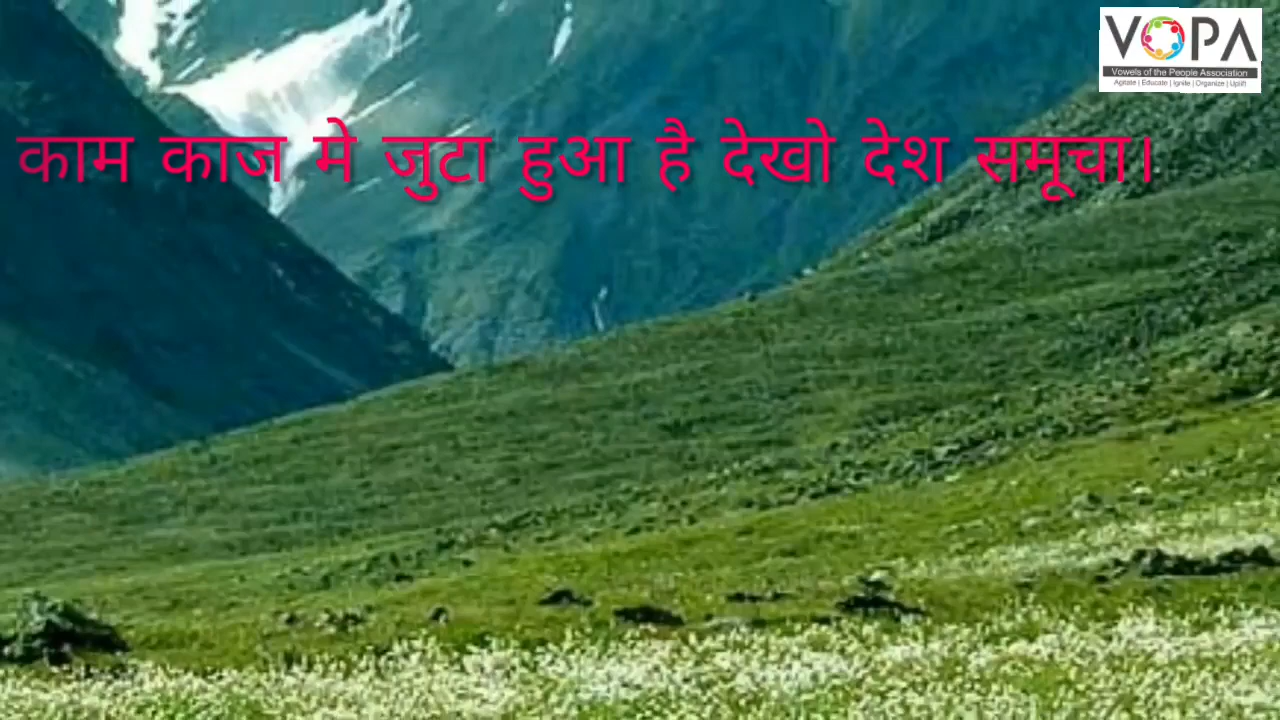 VOPA
Vowels of the People Association
Agitate | Educate | Ignite | Organize | Uplift
काम काज मे जुटा हुआ है देखो देश समूचा।